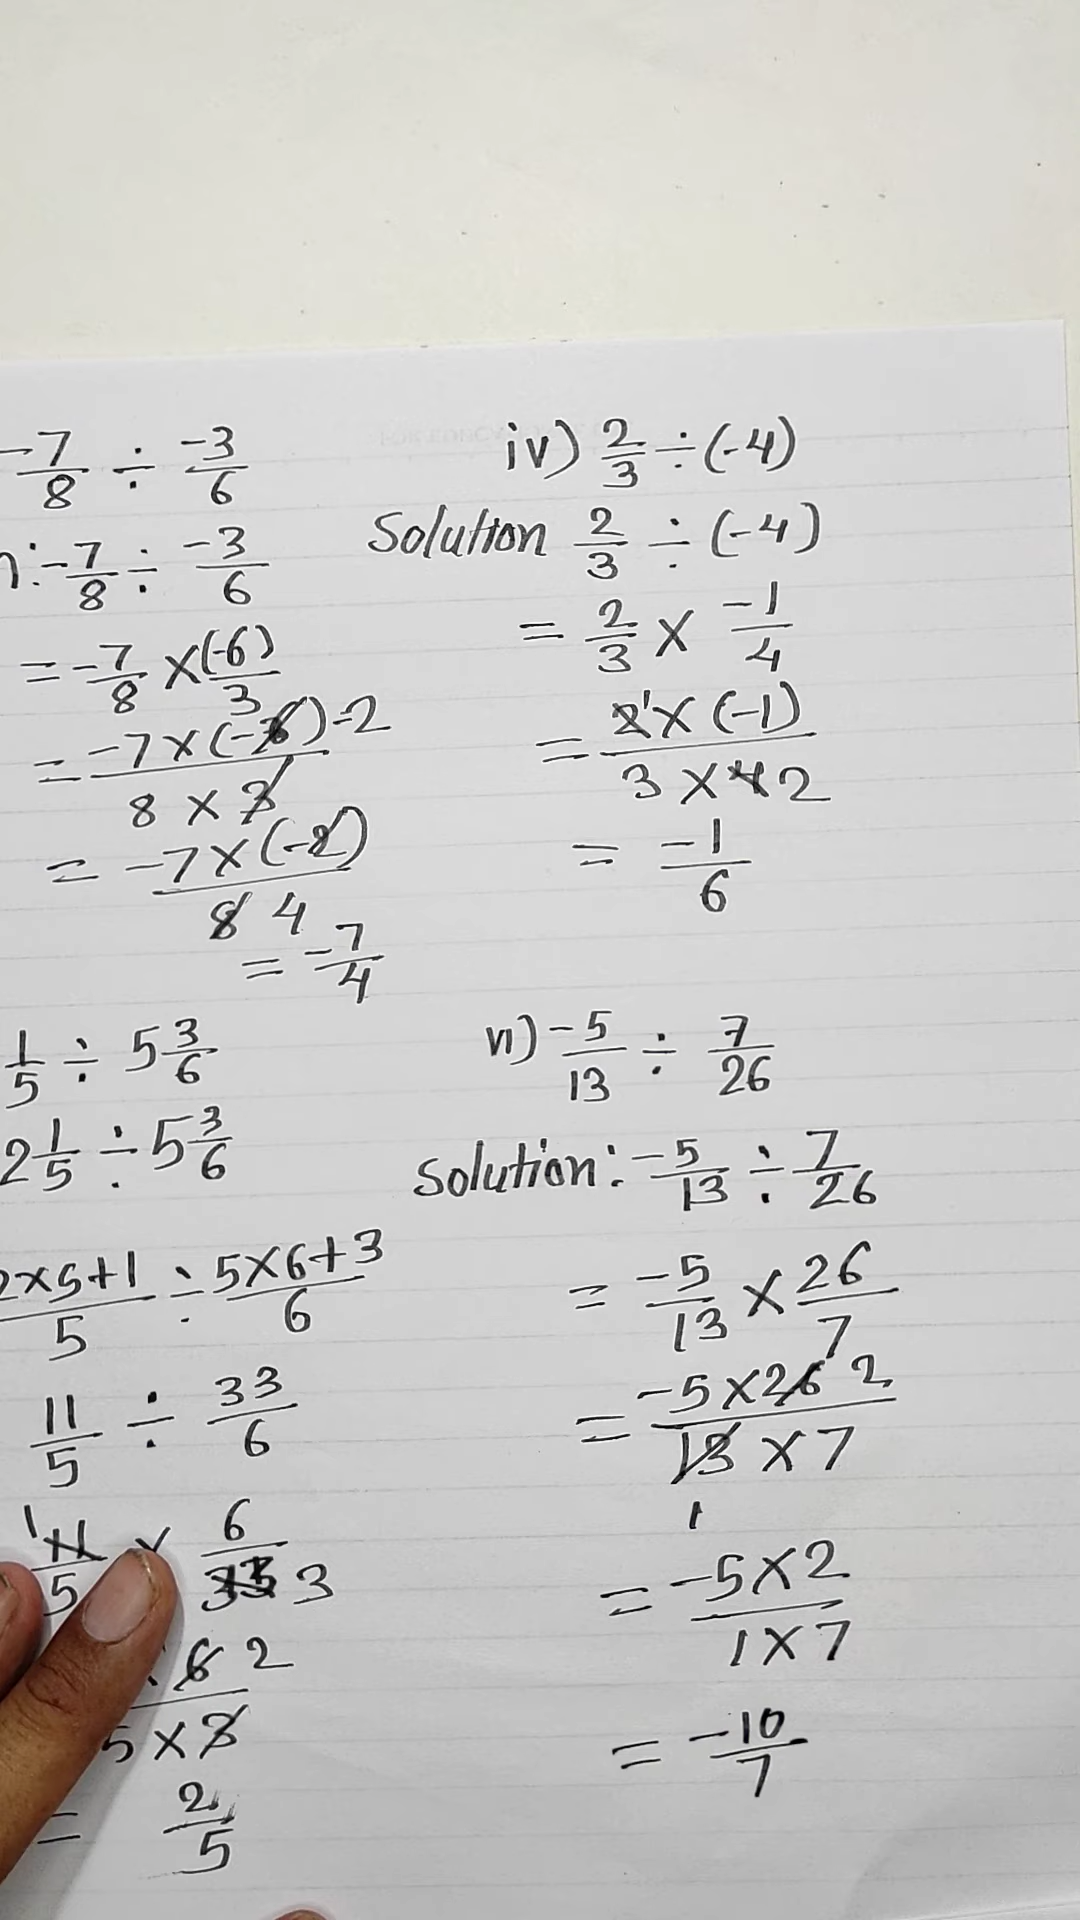 -7/8 ÷ -3/6
n: -7/8 ÷ -3/6
= -7/8 × (-6)/3
= -7 × (-6) -2 / 8 × 3
= -7 × (-2) / 8 4
= -7/4
iv) 2/3 ÷ (-4)
Solution 2/3 ÷ (-4)
= 2/3 × -1/4
= 2 1 × (-1) / 3 × 4 2
= -1/6
1/5 ÷ 5 3/6
2 1/5 ÷ 5 3/6
2×5+1/5 ÷ 5×6+3/6
11/5 ÷ 33/6
1 11/5 × 6/33 3
6 2 / 5 × 3
= 2/5
vi) -5/13 ÷ 7/26
Solution: -5/13 ÷ 7/26
= -5/13 × 26/7
= -5 × 26 2 / 13 × 7
1
= -5 × 2 / 1 × 7
= -10/7